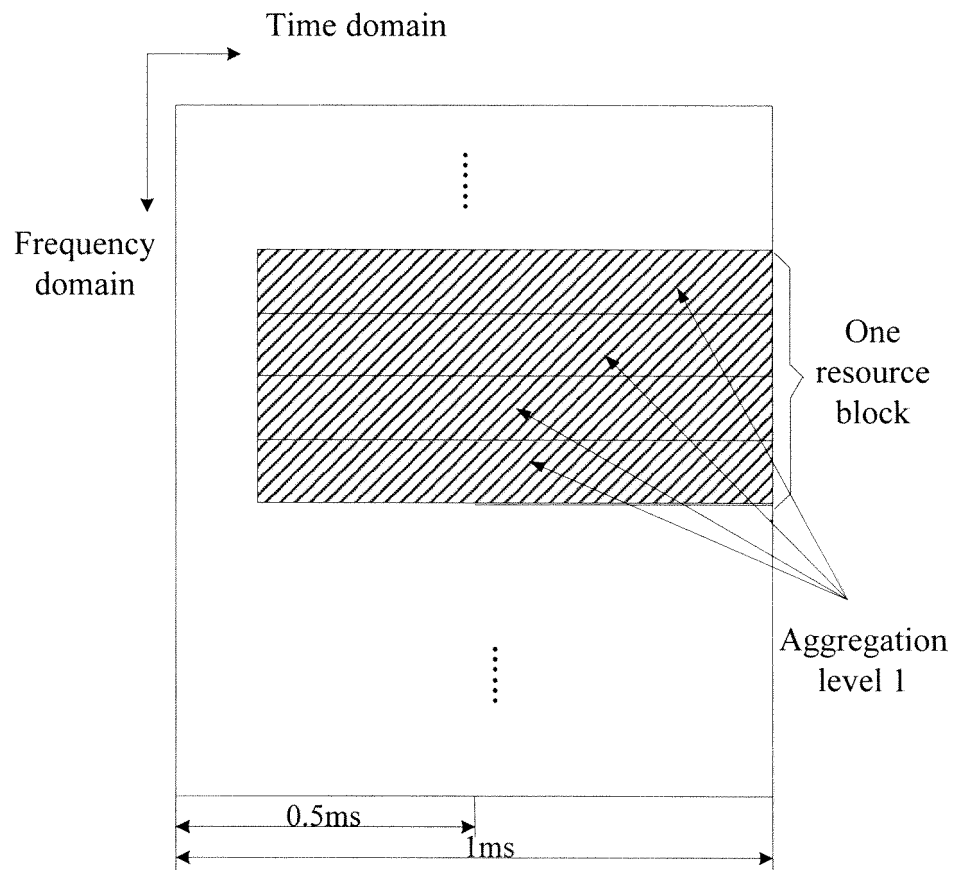 Time domain
Frequency
domain
One
resource
block
Aggregation
level 1
0.5ms
1ms